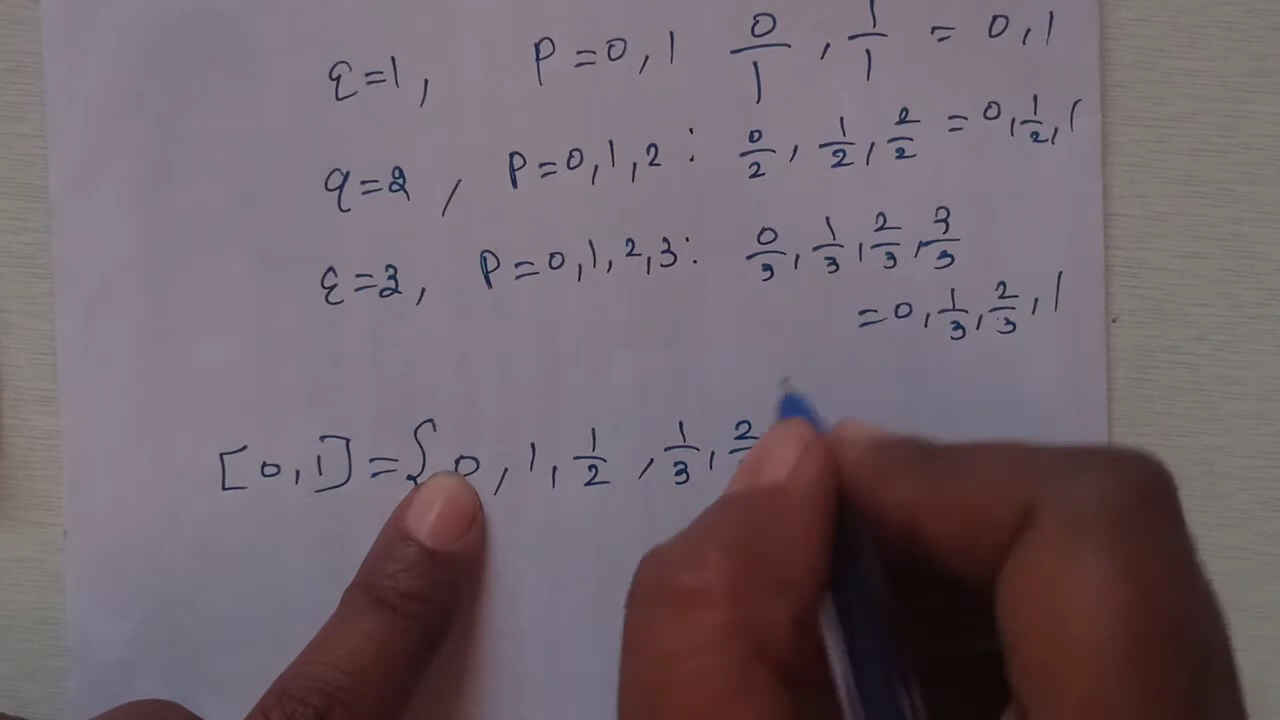 q=1, P=0,1 0/1, 1/1 = 0,1
q=2, P=0,1,2: 0/2, 1/2, 2/2 = 0, 1/2, 1
q=3, P=0,1,2,3: 0/3, 1/3, 2/3, 3/3
=0, 1/3, 2/3, 1
[0,1]={0, 1, 1/2, 1/3,